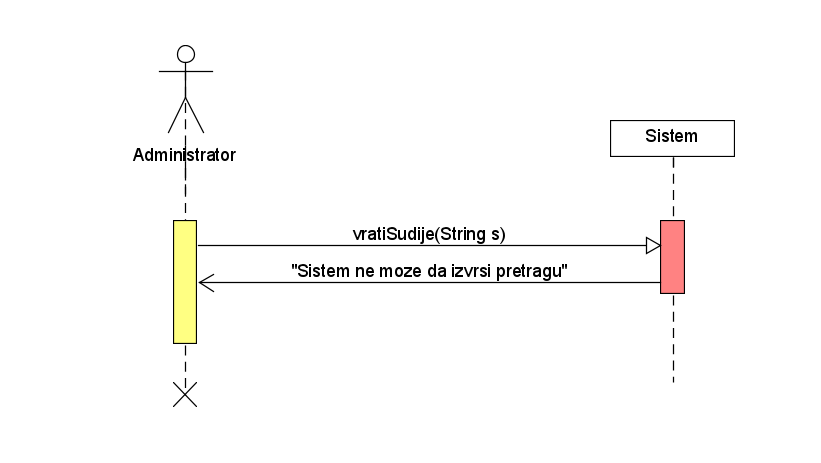 Administrator
Sistem
vratiSudije(String s)
"Sistem ne moze da izvrsi pretragu"